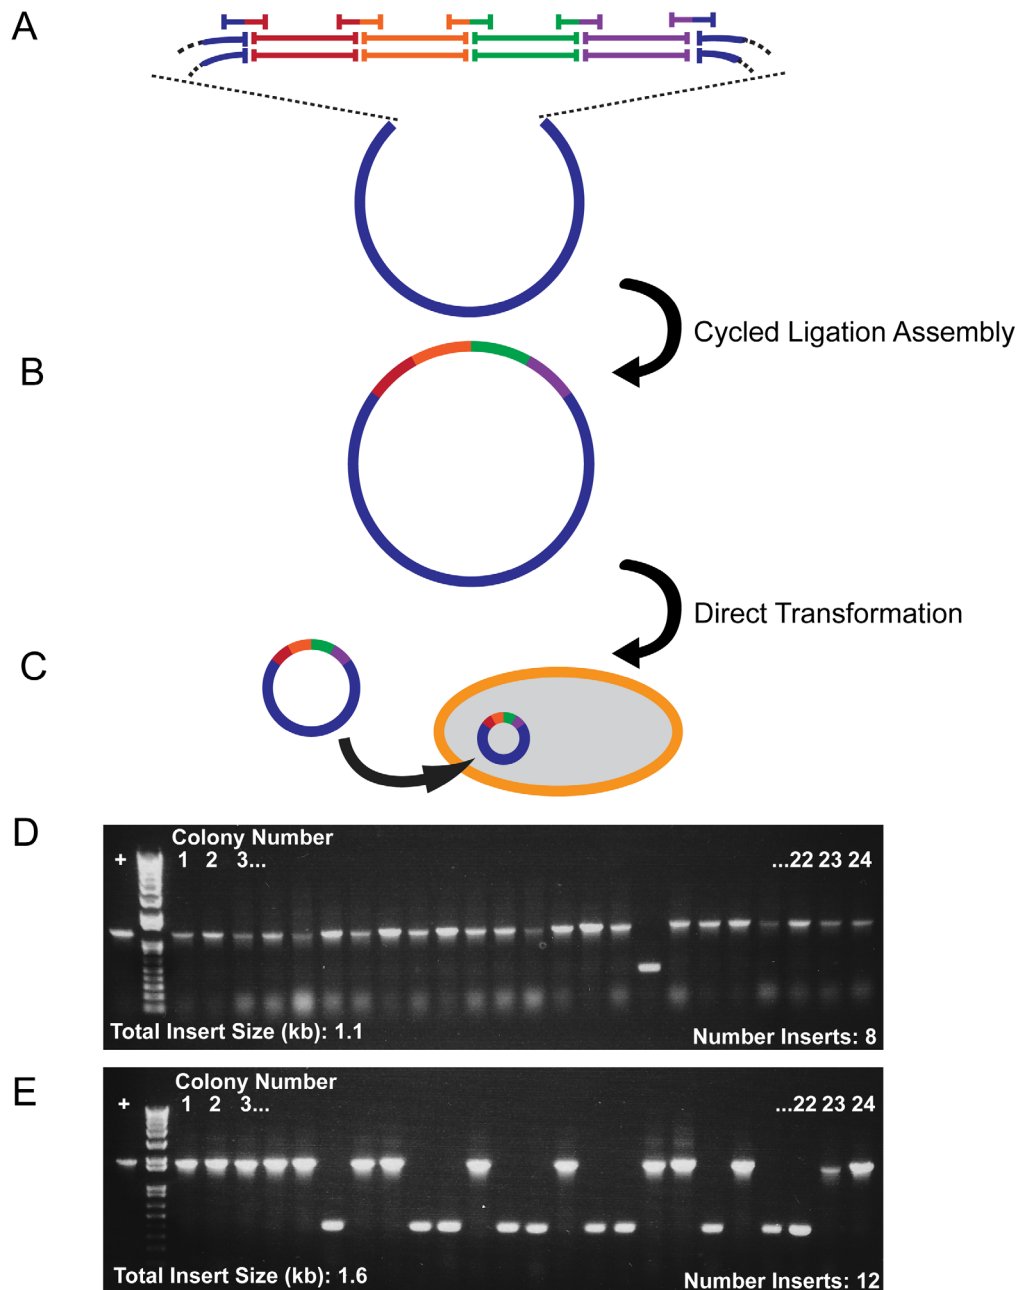 A
Cycled Ligation Assembly
B
Direct Transformation
C
D
Colony Number
+ 1 2 3... ...22 23 24
Total Insert Size (kb): 1.1 Number Inserts: 8
E
Colony Number
+ 1 2 3... ...22 23 24
Total Insert Size (kb): 1.6 Number Inserts: 12